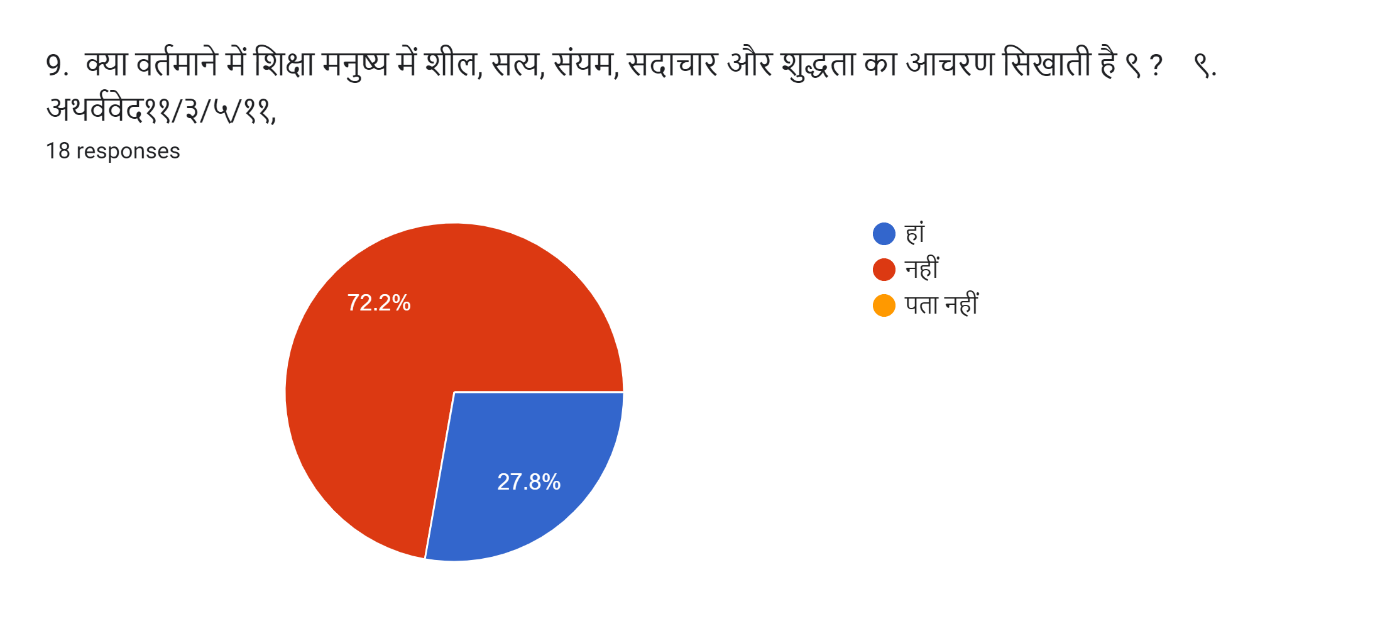 9. क्या वर्तमाने में शिक्षा मनुष्य में शील, सत्य, संयम, सदाचार और शुद्धता का आचरण सिखाती है ९ ? ९.
अथर्ववेद११/३/५/११,
18 responses
हां
नहीं
पता नहीं
72.2%
27.8%